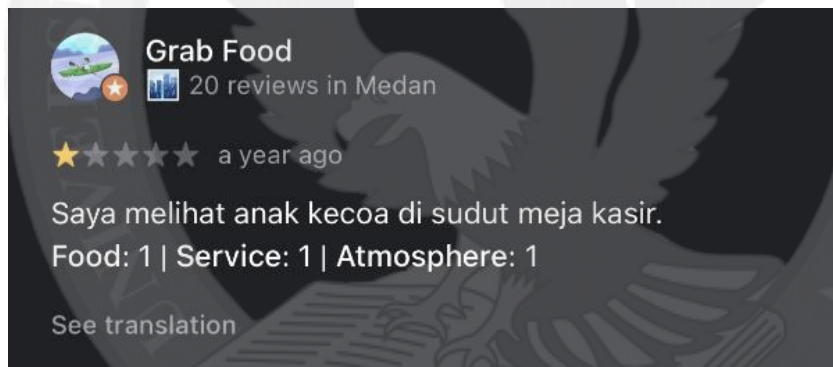 Grab Food
20 reviews in Medan
a year ago
Saya melihat anak kecoa di sudut meja kasir.
Food: 1 | Service: 1 | Atmosphere: 1
See translation